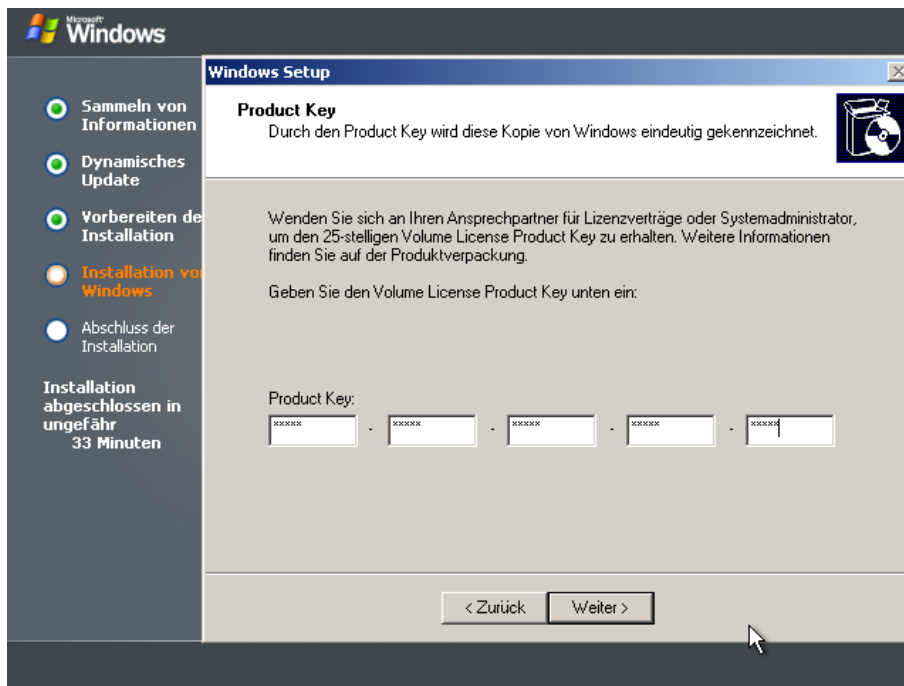 Microsoft
Windows
Sammeln von
Informationen
Dynamisches
Update
Vorbereiten de
Installation
Installation vo
Windows
Abschluss der
Installation
Installation
abgeschlossen in
ungefähr
33 Minuten
Windows Setup
Product Key
Durch den Product Key wird diese Kopie von Windows eindeutig gekennzeichnet.
Wenden Sie sich an Ihren Ansprechpartner für Lizenzverträge oder Systemadministrator,
um den 25-stelligen Volume License Product Key zu erhalten. Weitere Informationen
finden Sie auf der Produktverpackung.
Geben Sie den Volume License Product Key unten ein:
Product Key:
xxxxx - xxxxx - xxxxx - xxxxx - xxxxx
< Zurück Weiter >